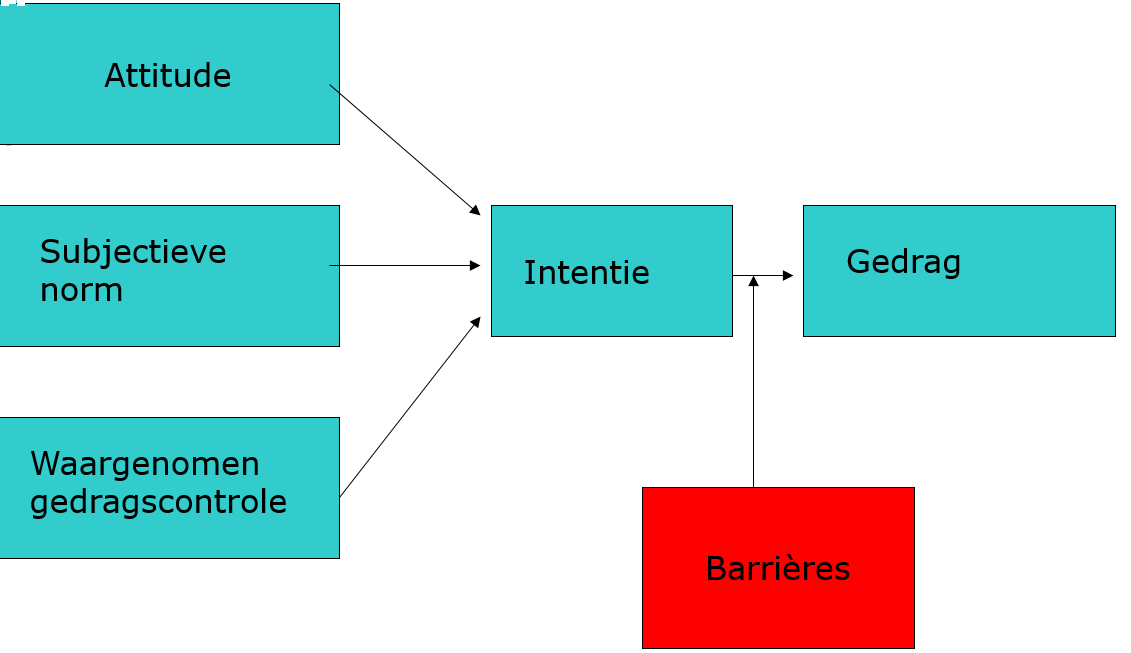 Attitude
Subjectieve
norm
Waargenomen
gedragscontrole
Intentie
Gedrag
Barrières